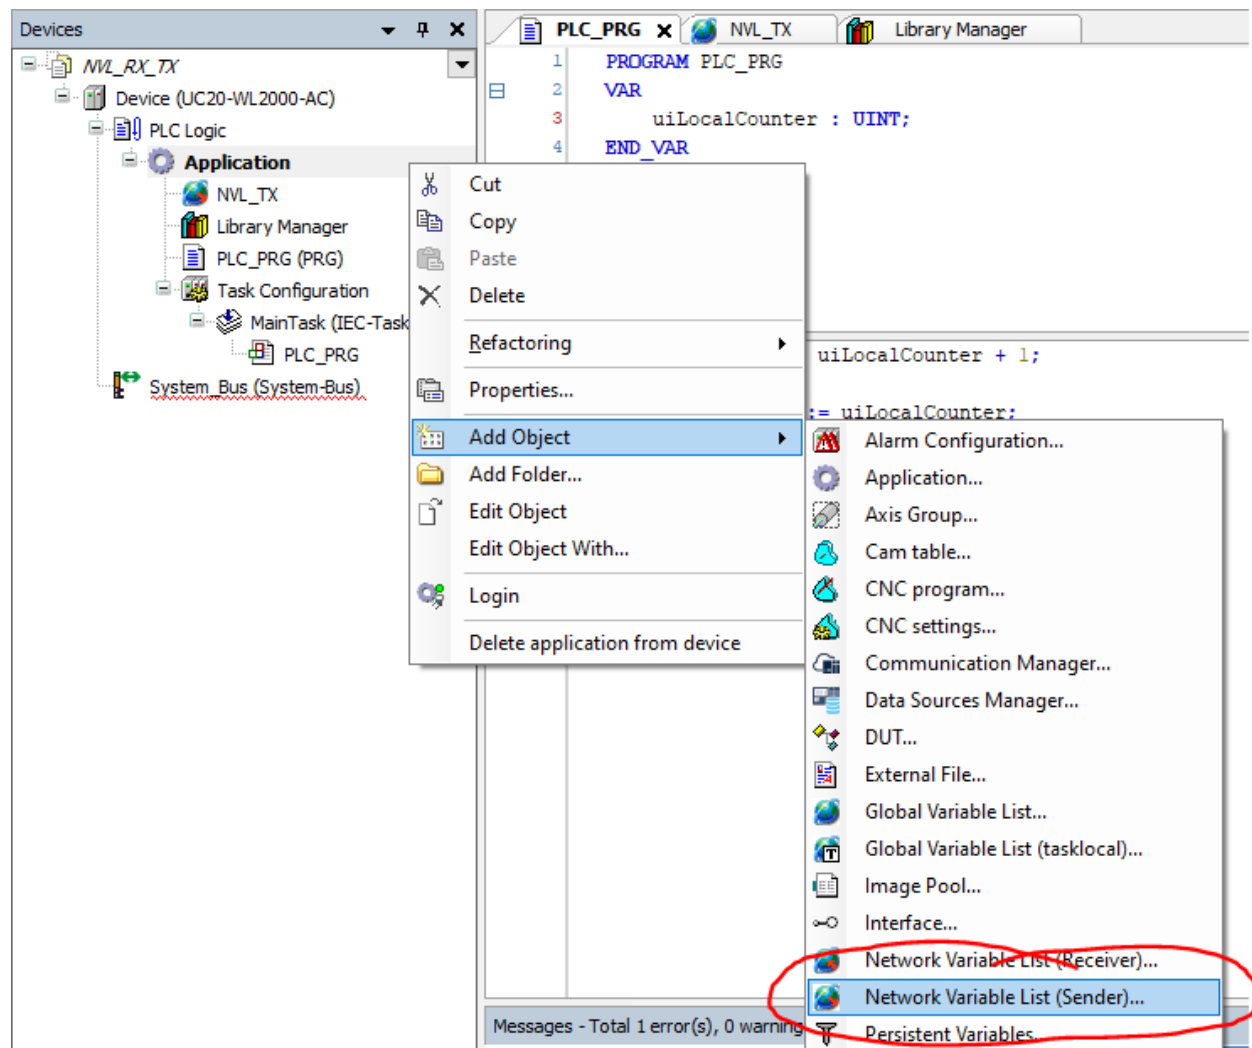 Devices
NVL_RX_TX
Device (UC20-WL2000-AC)
PLC Logic
Application
NVL_TX
Library Manager
PLC_PRG (PRG)
Task Configuration
MainTask (IEC-Task
PLC_PRG
System_Bus (System-Bus)
PLC_PRG
NVL_TX
Library Manager
1 PROGRAM PLC_PRG
2 VAR
3 uiLocalCounter : UINT;
4 END_VAR
uiLocalCounter + 1;
:= uiLocalCounter;
Cut
Copy
Paste
Delete
Refactoring
Properties...
Add Object
Add Folder...
Edit Object
Edit Object With...
Login
Delete application from device
Alarm Configuration...
Application...
Axis Group...
Cam table...
CNC program...
CNC settings...
Communication Manager...
Data Sources Manager...
DUT...
External File...
Global Variable List...
Global Variable List (tasklocal)...
Image Pool...
Interface...
Network Variable List (Receiver)...
Network Variable List (Sender)...
Persistent Variables...
Messages - Total 1 error(s), 0 warning